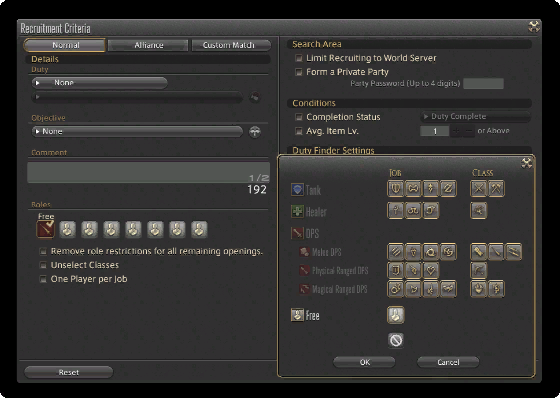 Recruitment Criteria
Normal
Alliance
Custom Match
Details
Duty
None
Objective
None
Comment
1/2
192
Roles
Free
Remove role restrictions for all remaining openings.
Unselect Classes
One Player per Job
Reset
Search Area
Limit Recruiting to World Server
Form a Private Party
Party Password (Up to 4 digits)
Conditions
Completion Status
Duty Complete
Avg. Item Lv.
1
or Above
Duty Finder Settings
JOB
CLASS
Tank
Healer
DPS
Melee DPS
Physical Ranged DPS
Magical Ranged DPS
Free
OK
Cancel